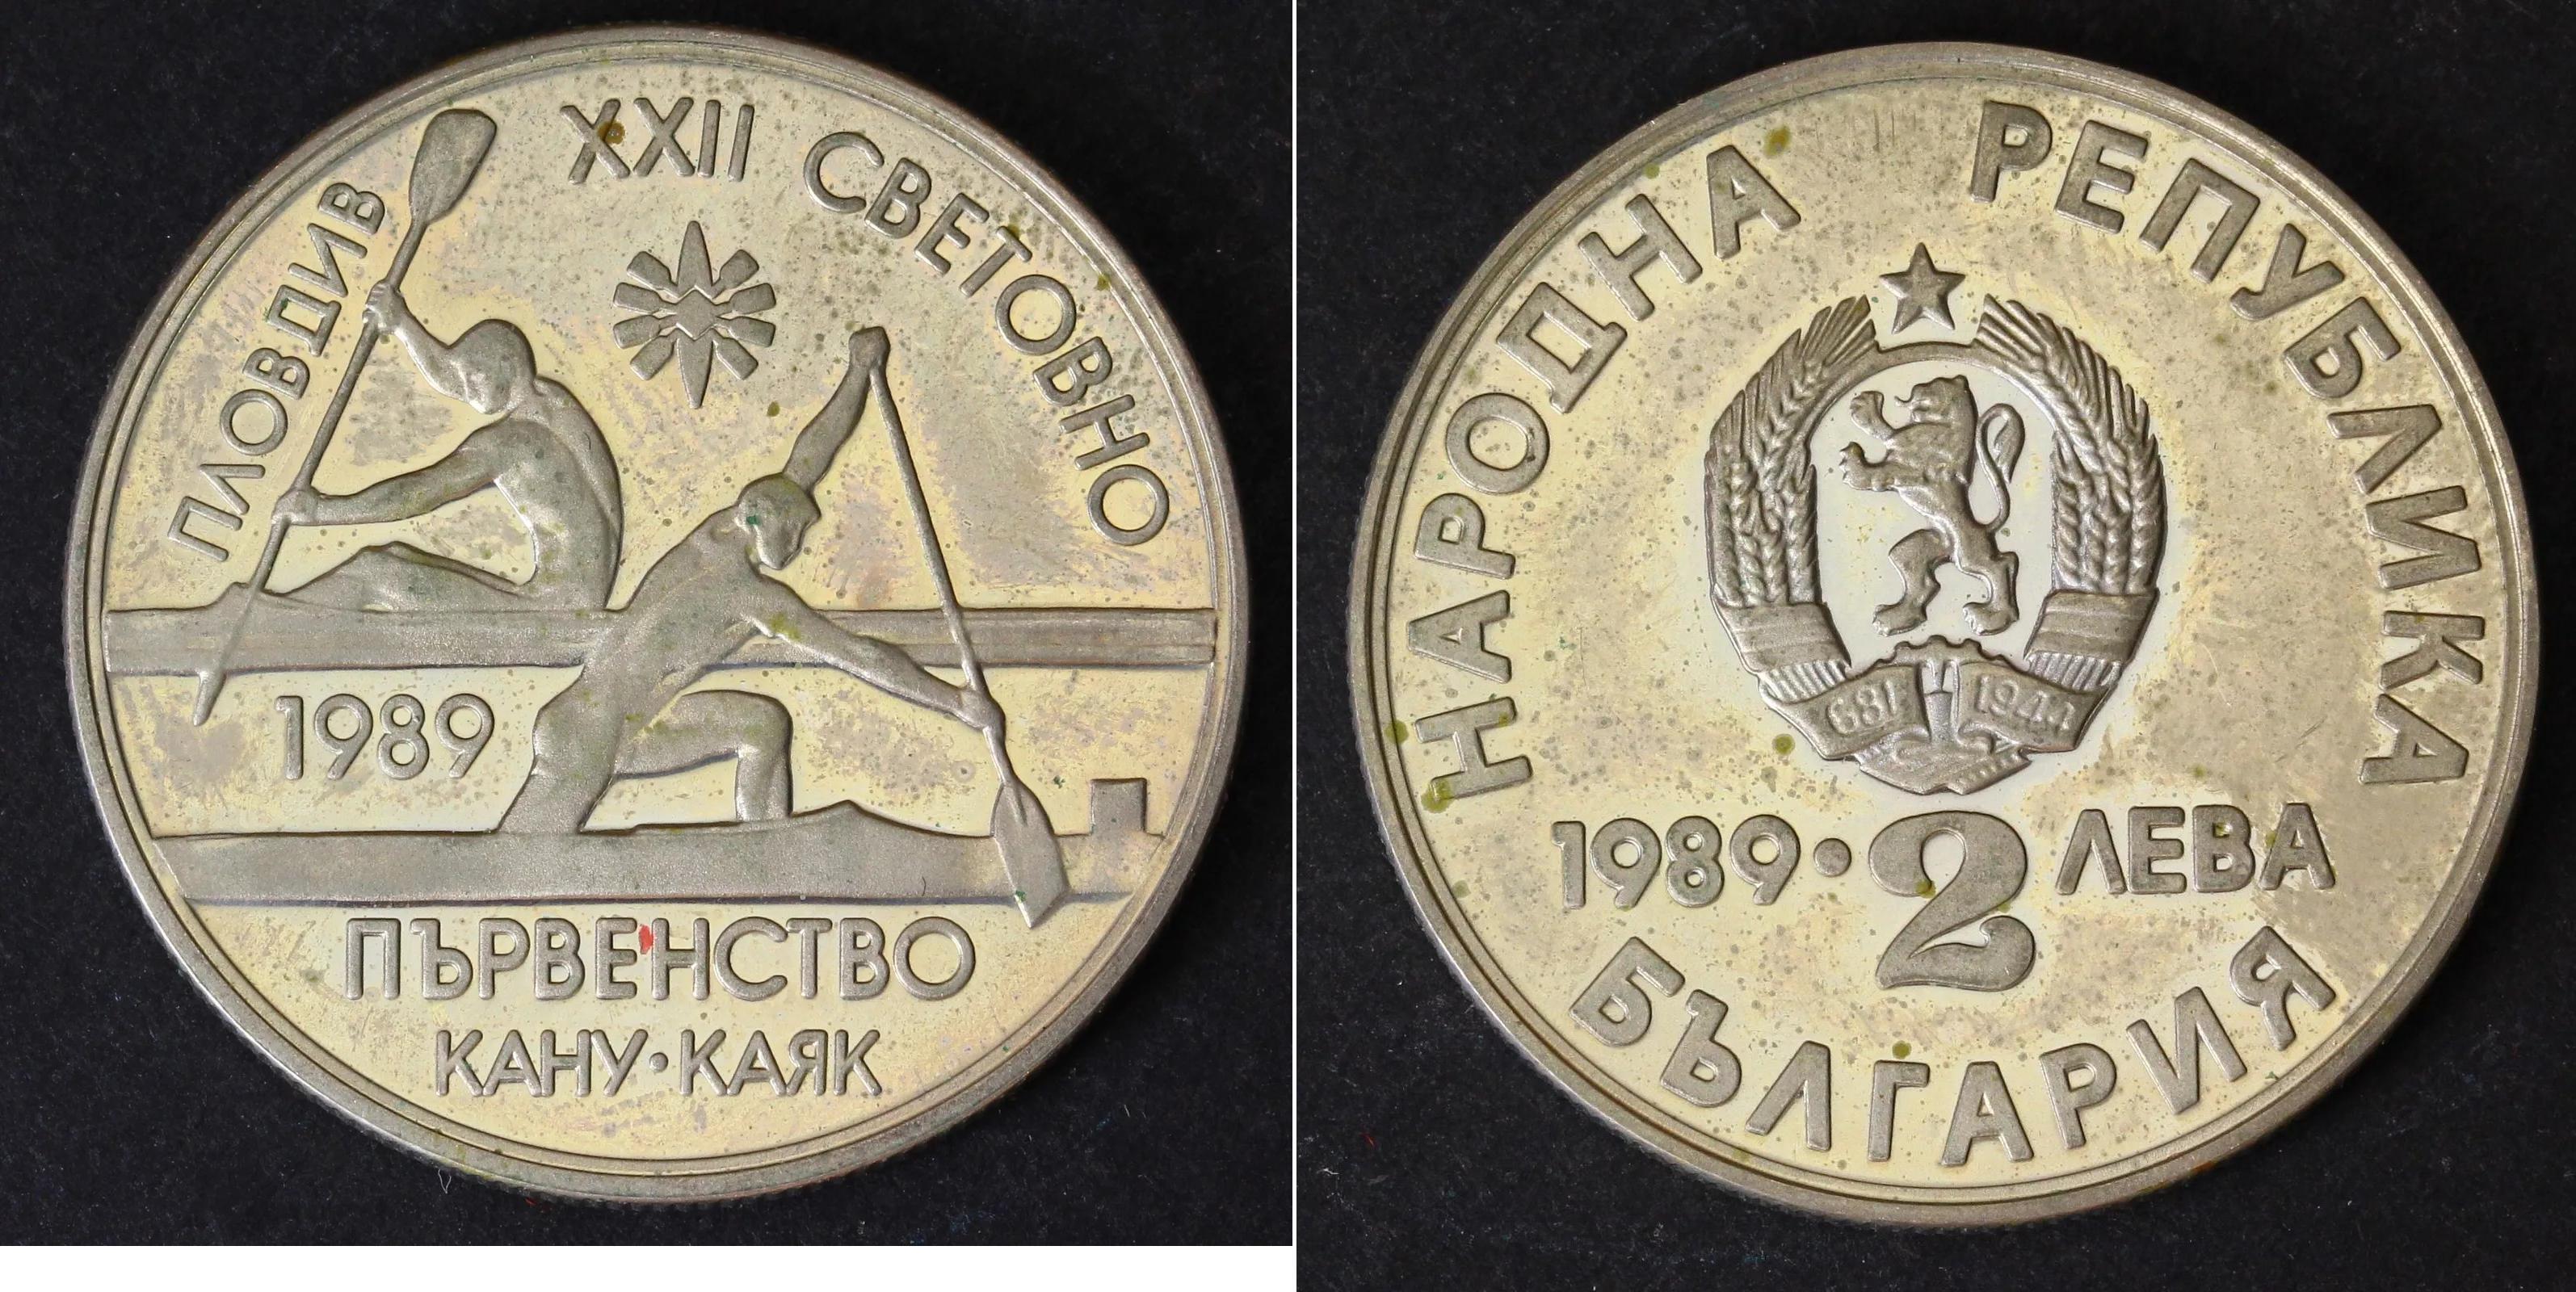 ПЛОВДИВ
XXII СВЕТОВНО
1989
ПЪРВЕНСТВО
КАНУ·КАЯК
НАРОДНА РЕПУБЛИКА
681 1944
1989·2 ЛЕВА
БЪЛГАРИЯ